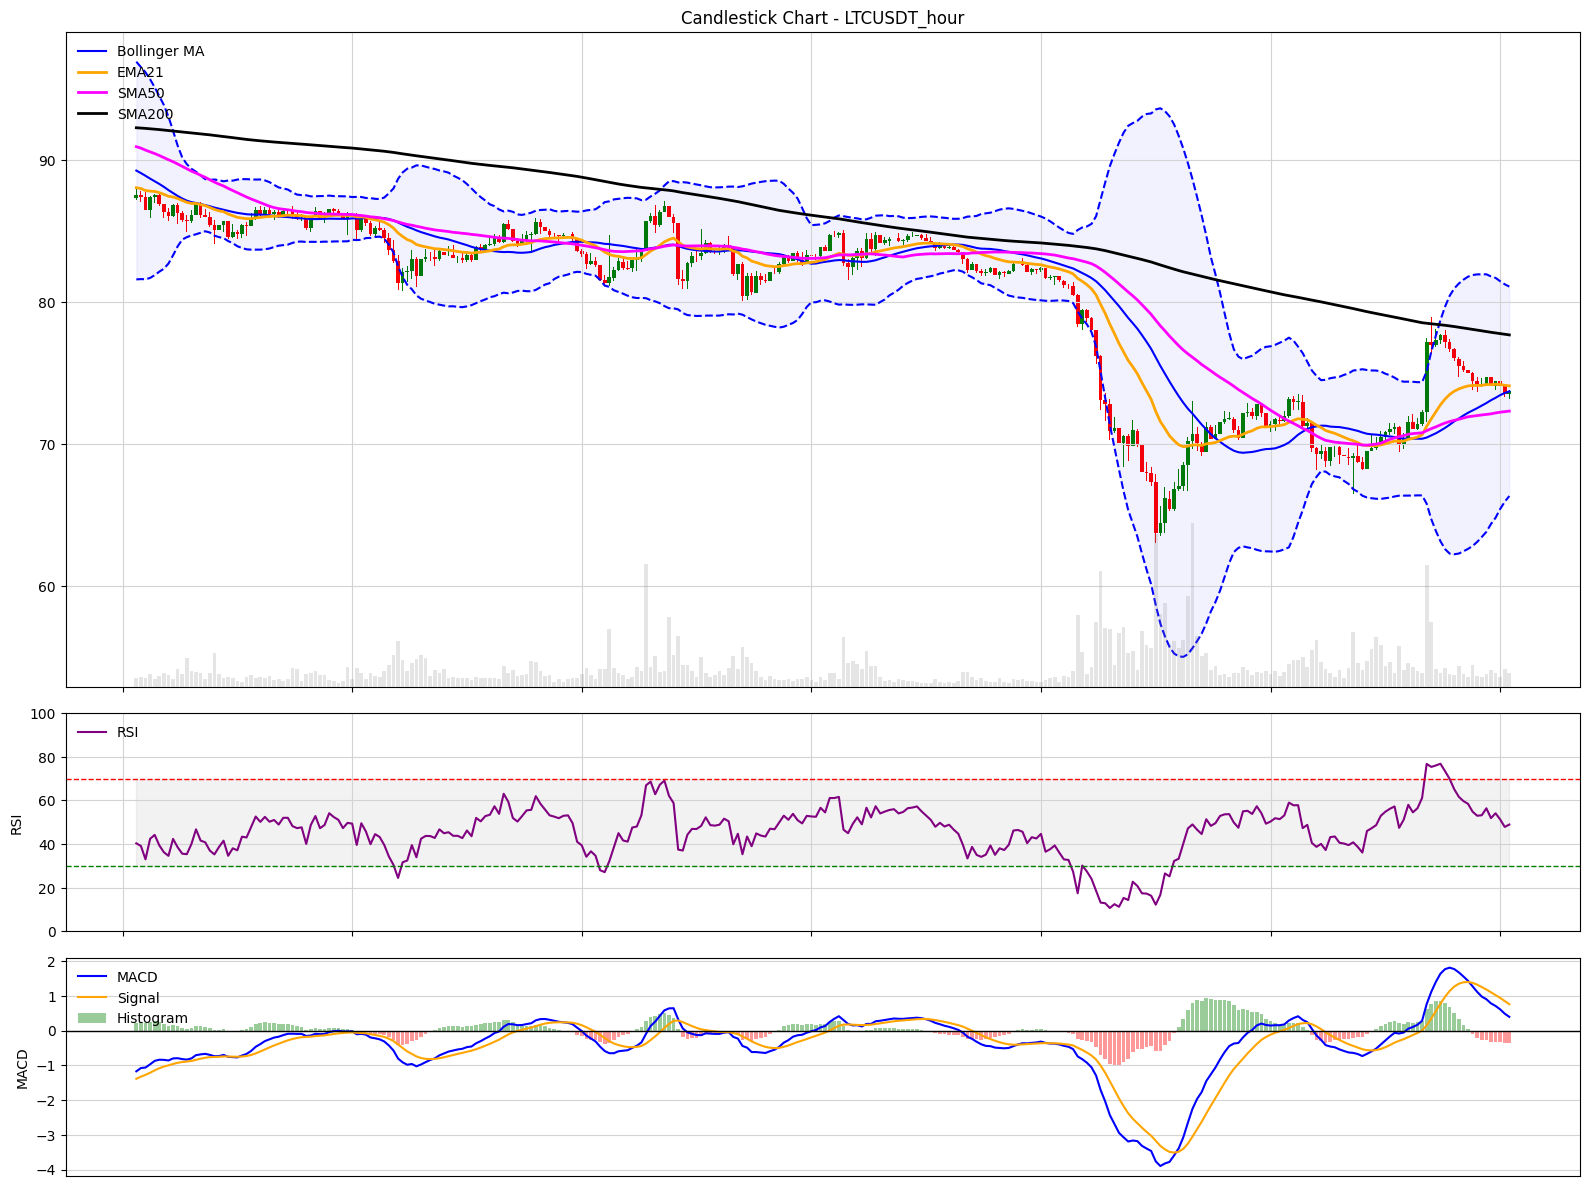 Candlestick Chart - LTCUSDT_hour
Bollinger MA
EMA21
SMA50
SMA200
90
80
70
60
RSI
100
80
60
40
20
0
RSI
MACD
Signal
Histogram
2
1
0
−1
−2
−3
−4
MACD